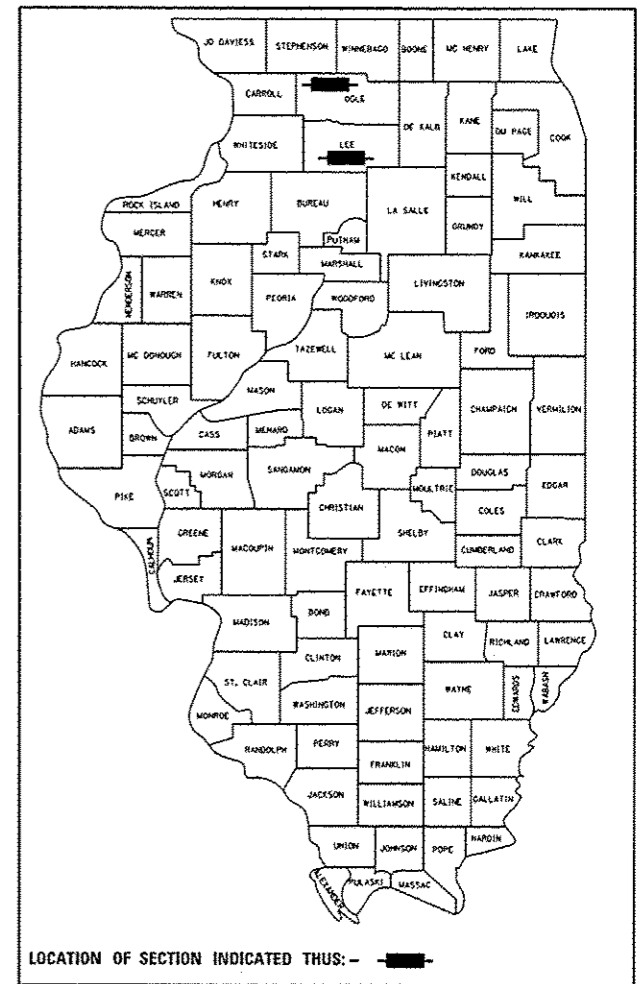 JO DAVIESS STEPHENSON WINNEBAGO BOONE MC HENRY LAKE
CARROLL OGLE
DE KALB KANE DU PAGE COOK
WHITESIDE LEE
KENDALL
ROCK ISLAND HENRY BUREAU LA SALLE WILL
MERCER PUTNAM GRUNDY
STARK MARSHALL KANKAKEE
HENDERSON WARREN KNOX LIVINGSTON
PEORIA WOODFORD IROQUOIS
HANCOCK MC DONOUGH FULTON TAZEWELL MC LEAN FORD
SCHUYLER MASON
ADAMS LOGAN DE WITT CHAMPAIGN VERMILION
BROWN CASS MENARD PIATT
MACON
PIKE SCOTT MORGAN SANGAMON MOULTRIE DOUGLAS EDGAR
CHRISTIAN COLES
CALHOUN GREENE MACOUPIN MONTGOMERY SHELBY
CUMBERLAND CLARK
JERSEY
FAYETTE EFFINGHAM JASPER CRAWFORD
MADISON BOND
CLAY RICHLAND LAWRENCE
CLINTON MARION
ST. CLAIR WAYNE EDWARDS WABASH
WASHINGTON
MONROE JEFFERSON
RANDOLPH PERRY HAMILTON WHITE
FRANKLIN
JACKSON WILLIAMSON SALINE GALLATIN
UNION JOHNSON POPE HARDIN
ALEXANDER PULASKI MASSAC
LOCATION OF SECTION INDICATED THUS: -